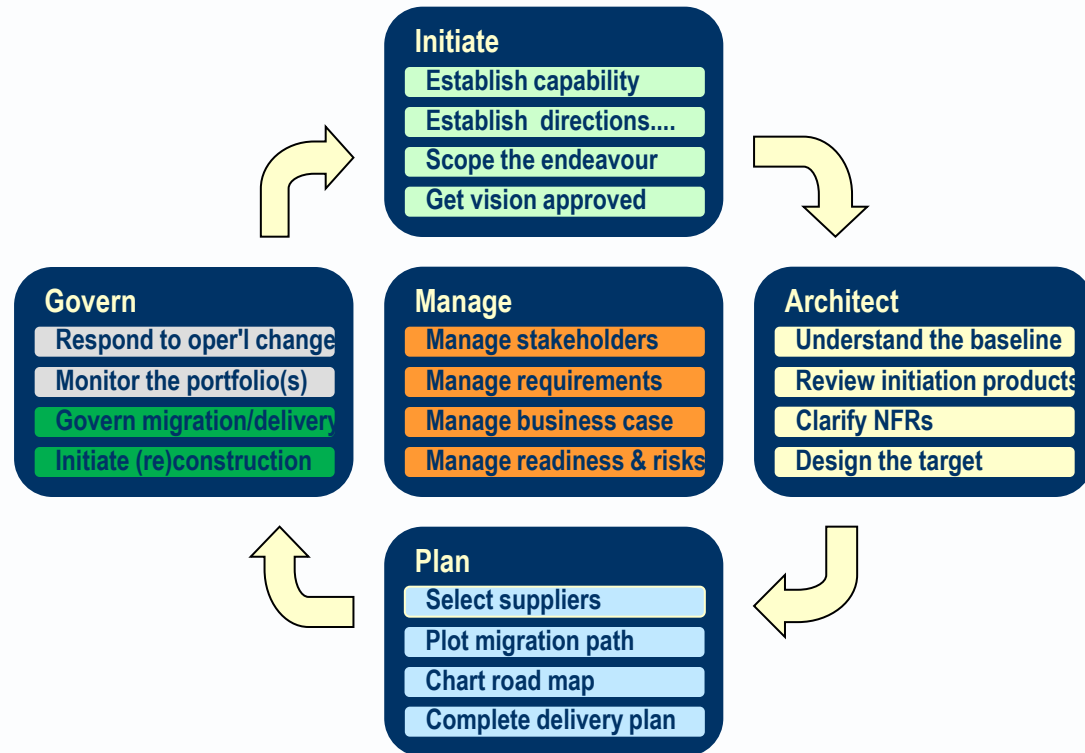 Initiate
Establish capability
Establish directions....
Scope the endeavour
Get vision approved
Govern
Respond to oper'l change
Monitor the portfolio(s)
Govern migration/delivery
Initiate (re)construction
Manage
Manage stakeholders
Manage requirements
Manage business case
Manage readiness & risks
Architect
Understand the baseline
Review initiation products
Clarify NFRs
Design the target
Plan
Select suppliers
Plot migration path
Chart road map
Complete delivery plan